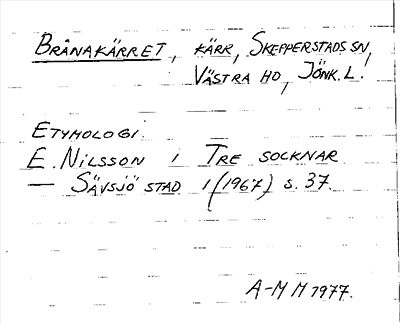 BRÅNAKÄRRET, KÄRR, SKEPPERSTADS SN,
VÄSTRA HD, JÖNK. L.
ETYMOLOGI.
E. NILSSON I TRE SOCKNAR
— SÄVSJÖ STAD 1 (1967) s. 37.
A-M M 1977.